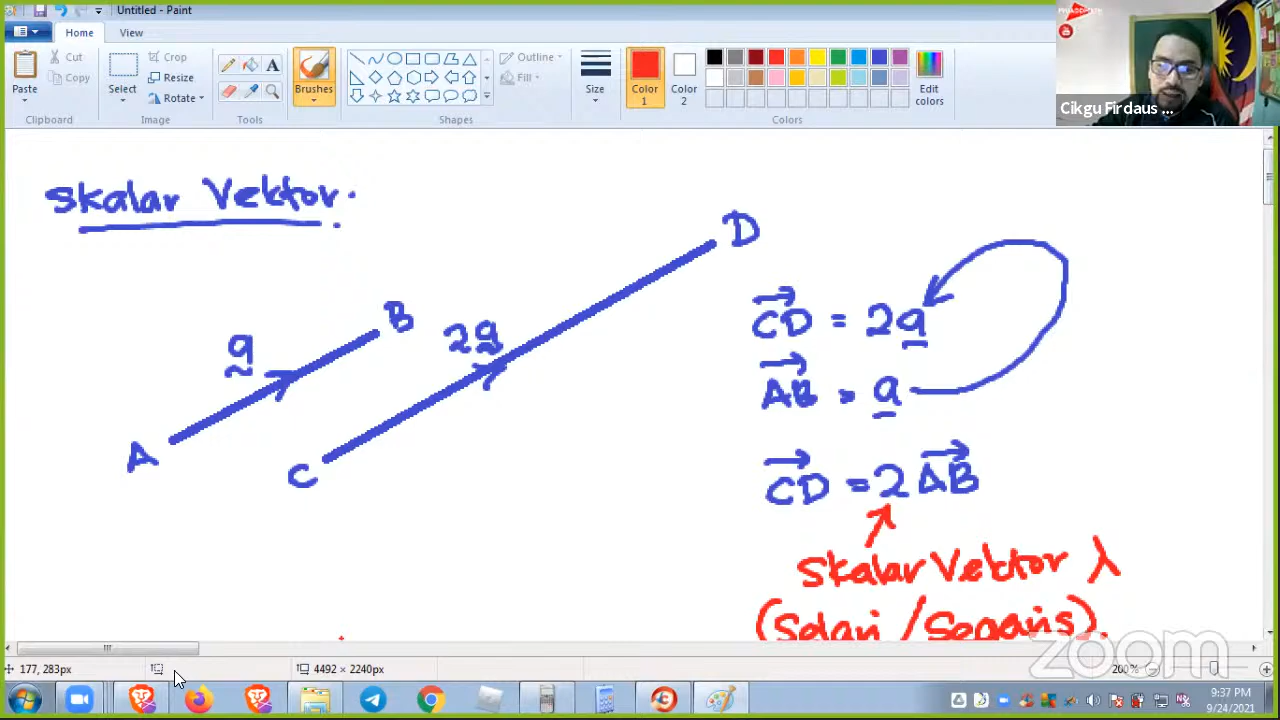 Untitled - Paint
Home View
Cut
Copy
Paste
Clipboard
Crop
Resize
Rotate
Select
Image
Tools
Brushes
Shapes
Outline
Fill
Size
Color 1
Color 2
Edit colors
Colors
Cikgu Firdaus ...
Skalar Vektor.
D
B
a
2a
A
C
CD = 2a
AB = a
CD = 2AB
Skalar Vektor λ
(Selari / Segaris).
zoom
177, 283px
4492 × 2240px
200%
9:37 PM
9/24/2021